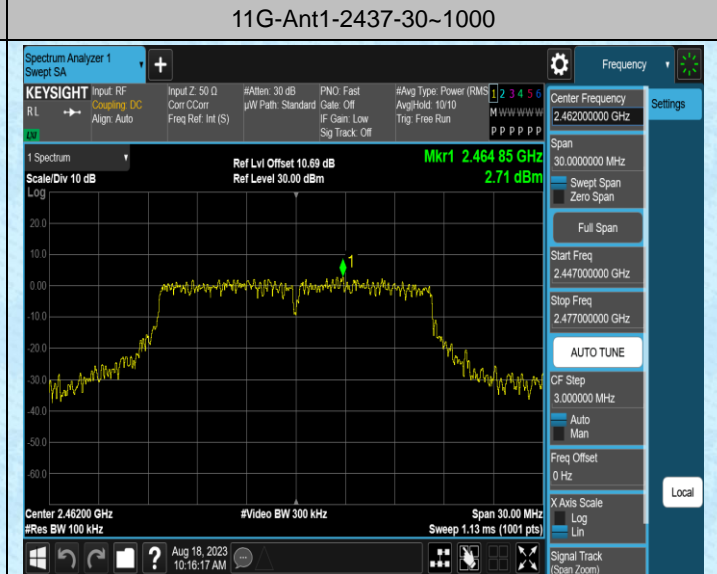 11G-Ant1-2437-30~1000
Spectrum Analyzer 1
Swept SA
Frequency
KEYSIGHT
RL
LXI
Input: RF
Coupling: DC
Align: Auto
Input Z: 50 Ω
Corr CCorr
Freq Ref: Int (S)
#Atten: 30 dB
µW Path: Standard
PNO: Fast
Gate: Off
IF Gain: Low
Sig Track: Off
#Avg Type: Power (RMS
Avg|Hold: 10/10
Trig: Free Run
1 2 3 4 5 6
M W W W W W
P P P P P P
1 Spectrum
Scale/Div 10 dB
Log
Ref Lvl Offset 10.69 dB
Ref Level 30.00 dBm
Mkr1 2.464 85 GHz
2.71 dBm
1
20.0
10.0
0.00
-10.0
-20.0
-30.0
-40.0
-50.0
-60.0
Center 2.46200 GHz
#Res BW 100 kHz
#Video BW 300 kHz
Span 30.00 MHz
Sweep 1.13 ms (1001 pts)
Aug 18, 2023
10:16:17 AM
Center Frequency
2.462000000 GHz
Settings
Span
30.0000000 MHz
Swept Span
Zero Span
Full Span
Start Freq
2.447000000 GHz
Stop Freq
2.477000000 GHz
AUTO TUNE
CF Step
3.000000 MHz
Auto
Man
Freq Offset
0 Hz
X Axis Scale
Log
Lin
Local
Signal Track
(Span Zoom)